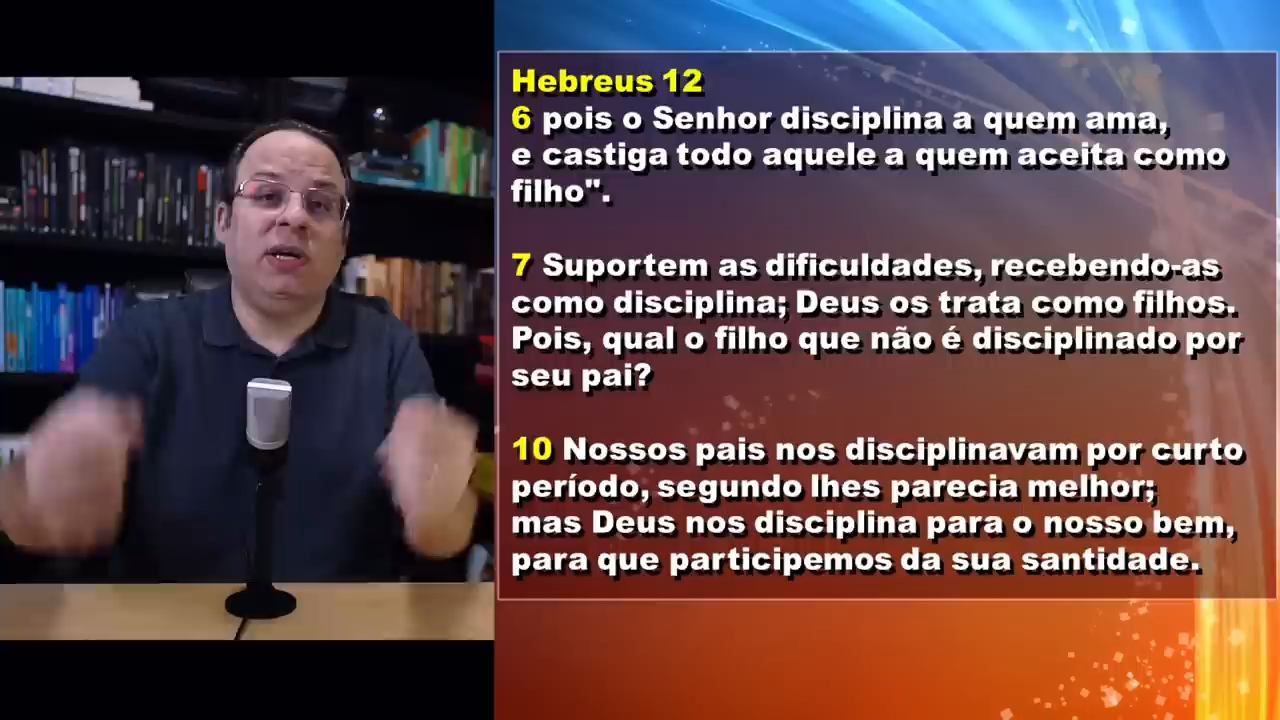 Hebreus 12
6 pois o Senhor disciplina a quem ama,
e castiga todo aquele a quem aceita como
filho".
7 Suportem as dificuldades, recebendo-as
como disciplina; Deus os trata como filhos.
Pois, qual o filho que não é disciplinado por
seu pai?
10 Nossos pais nos disciplinavam por curto
período, segundo lhes parecia melhor;
mas Deus nos disciplina para o nosso bem,
para que participemos da sua santidade.